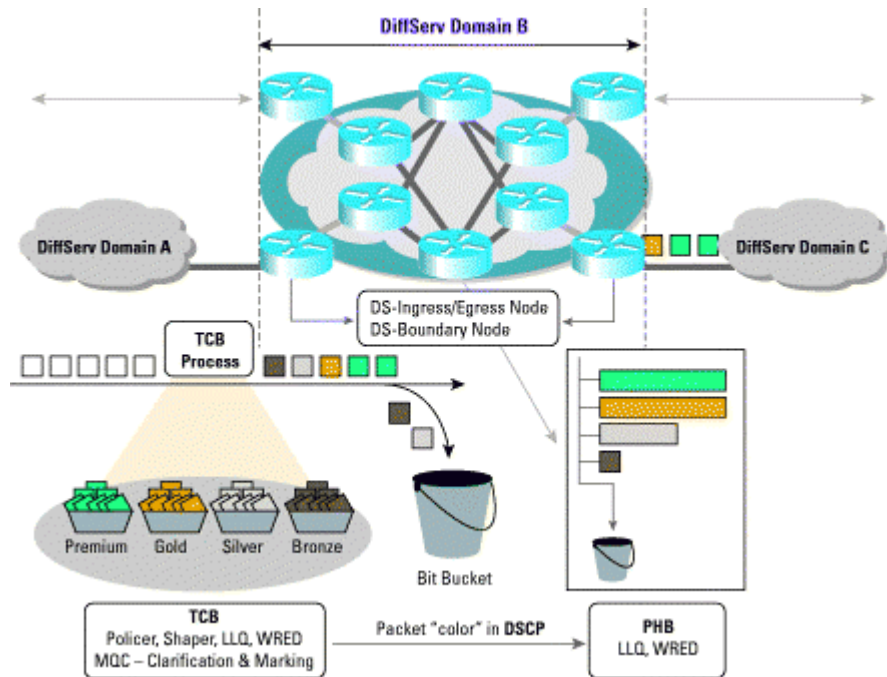 DiffServ Domain B
DiffServ Domain A
DiffServ Domain C
DS-Ingress/Egress Node
DS-Boundary Node
TCB
Process
Premium
Gold
Silver
Bronze
Bit Bucket
TCB
Policer, Shaper, LLQ, WRED
MQC – Clarification & Marking
Packet "color" in DSCP
PHB
LLQ, WRED